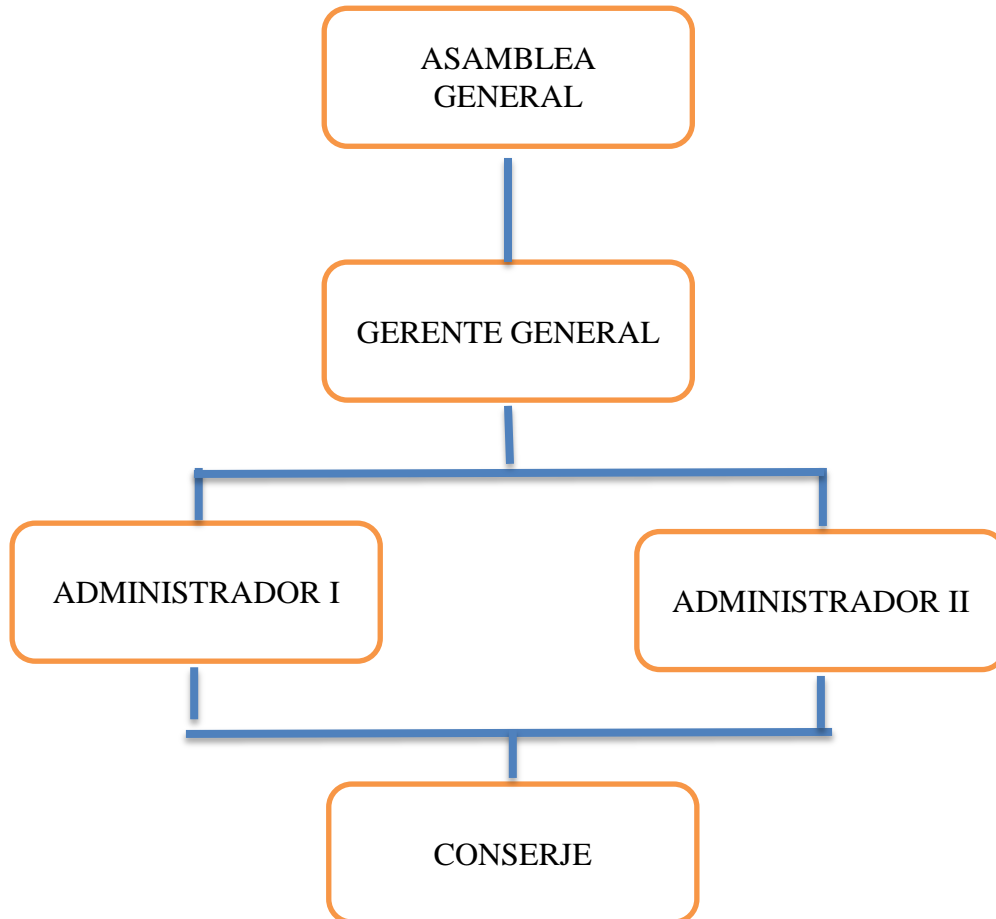 ASAMBLEA
GENERAL
GERENTE GENERAL
ADMINISTRADOR I
ADMINISTRADOR II
CONSERJE